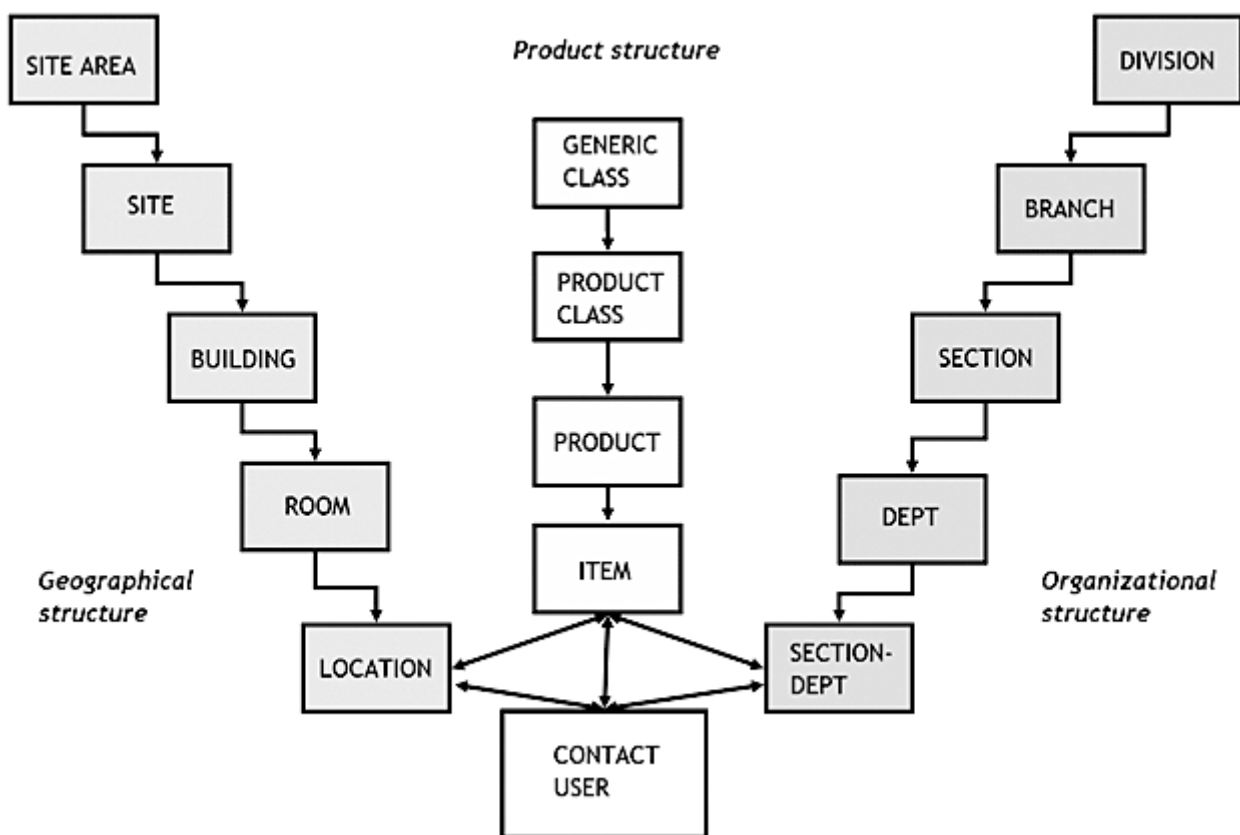 Product structure
SITE AREA
DIVISION
GENERIC
CLASS
SITE
BRANCH
PRODUCT
CLASS
BUILDING
SECTION
PRODUCT
ROOM
DEPT
ITEM
Geographical
structure
Organizational
structure
LOCATION
SECTION-
DEPT
CONTACT
USER